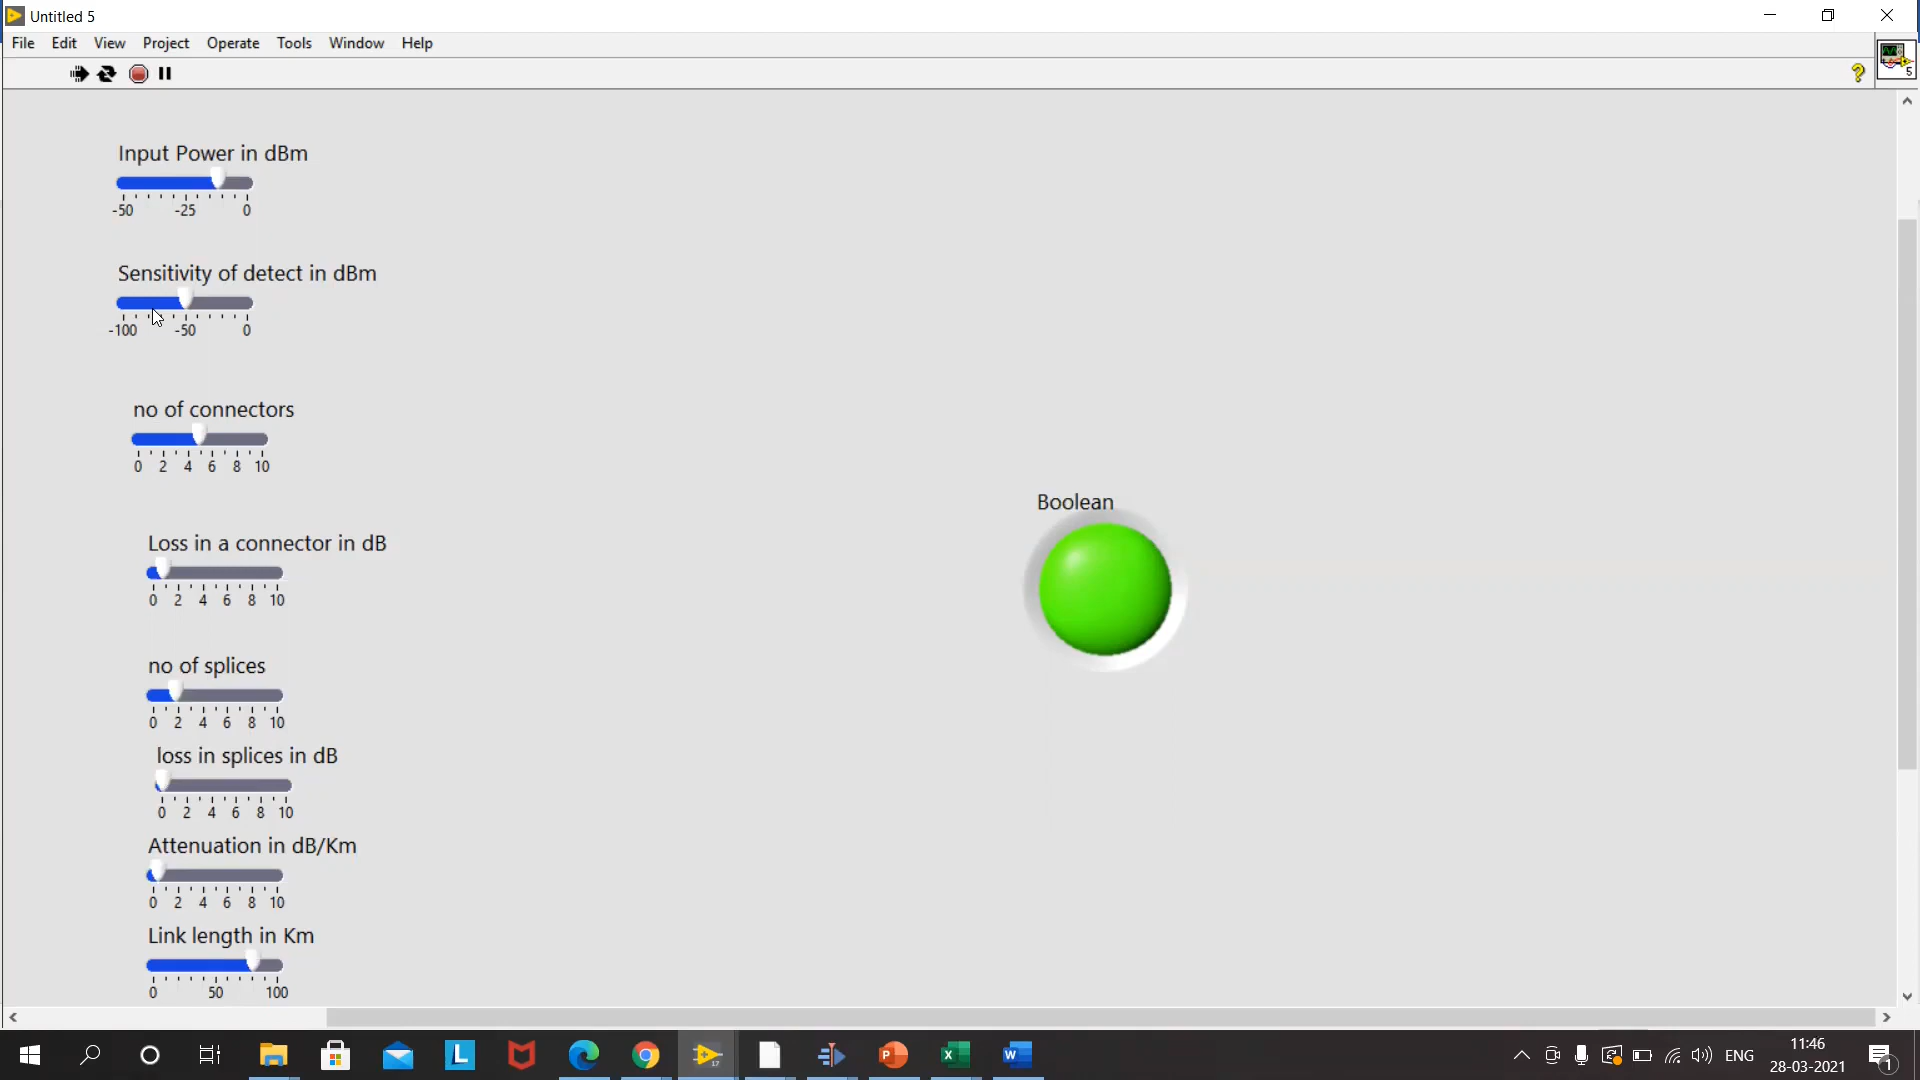 Untitled 5
File Edit View Project Operate Tools Window Help
5
Input Power in dBm
-50 -25 0
Sensitivity of detect in dBm
-100 -50 0
no of connectors
0 2 4 6 8 10
Boolean
Loss in a connector in dB
0 2 4 6 8 10
no of splices
0 2 4 6 8 10
loss in splices in dB
0 2 4 6 8 10
Attenuation in dB/Km
0 2 4 6 8 10
Link length in Km
0 50 100
L 17 P X W ENG 11:46
28-03-2021 1